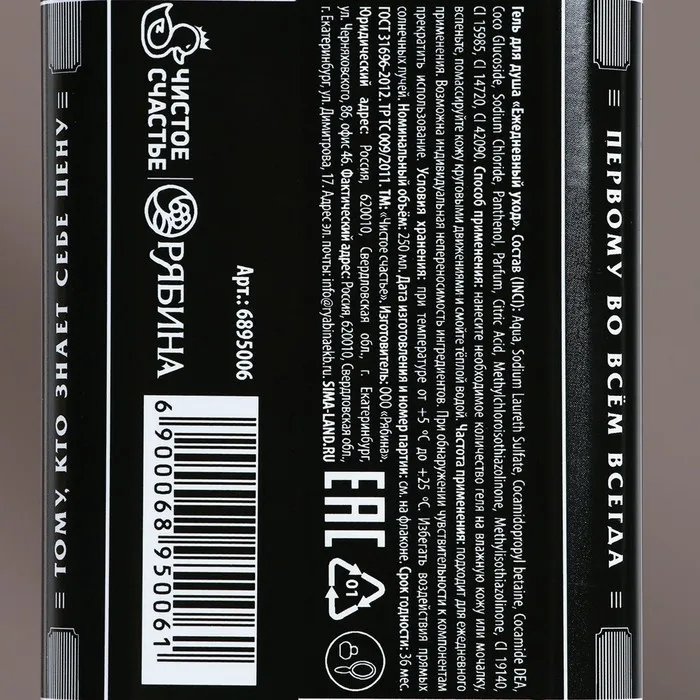 ПЕРВОМУ ВО ВСЁМ ВСЕГДА
Гель для душа «Ежедневный уход». Состав (INCI): Aqua, Sodium Laureth Sulfate, Cocamidopropyl betaine, Cocamide DEA,
Coco Glucoside, Sodium Chloride, Panthenol, Parfum, Citric Acid, Methylchloroisothiazolinone, Methylisothiazolinone, CI 19140,
CI 15985, CI 14720, CI 42090. Способ применения: нанесите необходимое количество геля на влажную кожу или мочалку,
вспеньте, помассируйте кожу круговыми движениями и смойте тёплой водой. Частота применения: подходит для ежедневного
применения. Возможна индивидуальная непереносимость ингредиентов. При обнаружении чувствительности к компонентам
прекратить использование. Условия хранения: при температуре от +5 °С до +25 °С. Избегать воздействия прямых
солнечных лучей. Номинальный объём: 250 мл. Дата изготовления и номер партии: см. на флаконе. Срок годности: 36 мес.
ГОСТ 31696-2012. ТР ТС 009/2011. ТМ: «Чистое счастье». Изготовитель: ООО «Рябина».
Юридический адрес: Россия, 620010, Свердловская обл., г. Екатеринбург,
ул. Черняховского, 86, офис 46. Фактический адрес: Россия, 620010, Свердловская обл.,
г. Екатеринбург, ул. Димитрова, 17. Адрес эл. почты: info@ryabinaekb.ru SIMA-LAND.RU
EAC
01
Арт.: 6895006
ЧИСТОЕ
СЧАСТЬЕ
РЯБИНА
6 900068 950061
ТОМУ, КТО ЗНАЕТ СЕБЕ ЦЕНУ